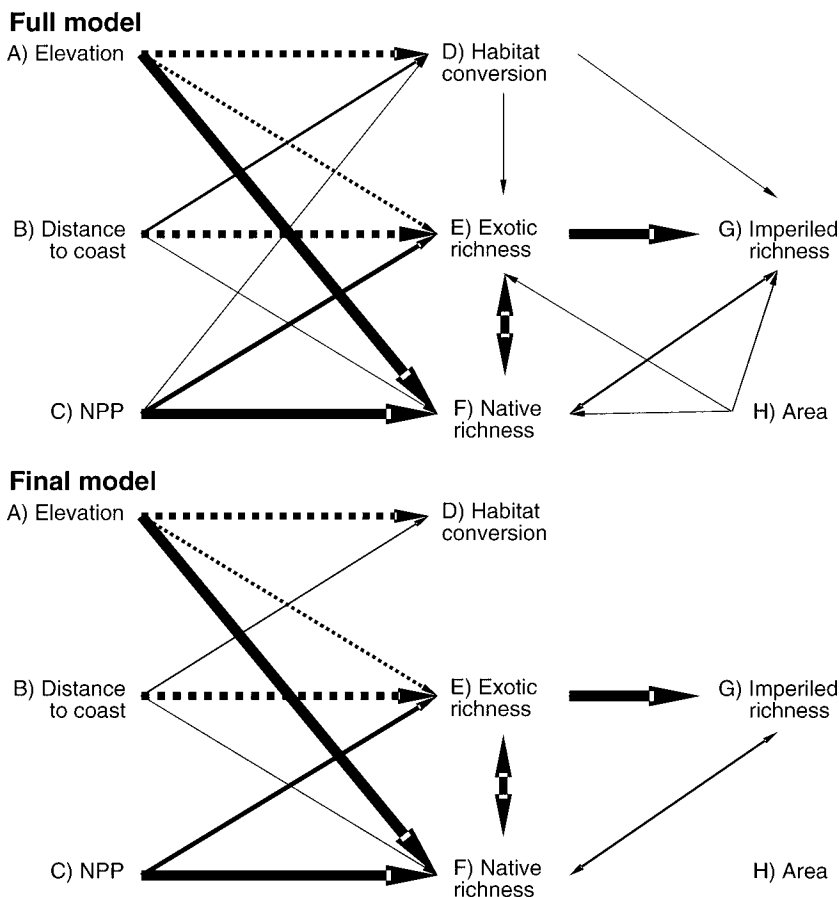 Full model
A) Elevation
D) Habitat
conversion
B) Distance
to coast
E) Exotic
richness
G) Imperiled
richness
C) NPP
F) Native
richness
H) Area
Final model
A) Elevation
D) Habitat
conversion
B) Distance
to coast
E) Exotic
richness
G) Imperiled
richness
C) NPP
F) Native
richness
H) Area